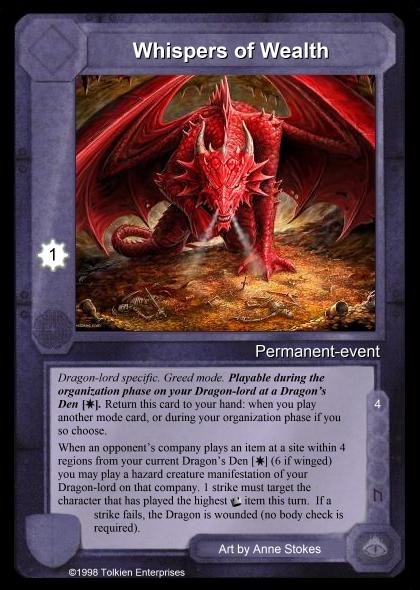 Whispers of Wealth
1
Permanent-event
Dragon-lord specific. Greed mode. Playable during the
organization phase on your Dragon-lord at a Dragon's
Den [✷]. Return this card to your hand: when you play
another mode card, or during your organization phase if you
so choose.
4
When an opponent's company plays an item at a site within 4
regions from your current Dragon's Den [✷] (6 if winged)
you may play a hazard creature manifestation of your
Dragon-lord on that company. 1 strike must target the
character that has played the highest item this turn. If a
strike fails, the Dragon is wounded (no body check is
required).
Art by Anne Stokes
©1998 Tolkien Enterprises